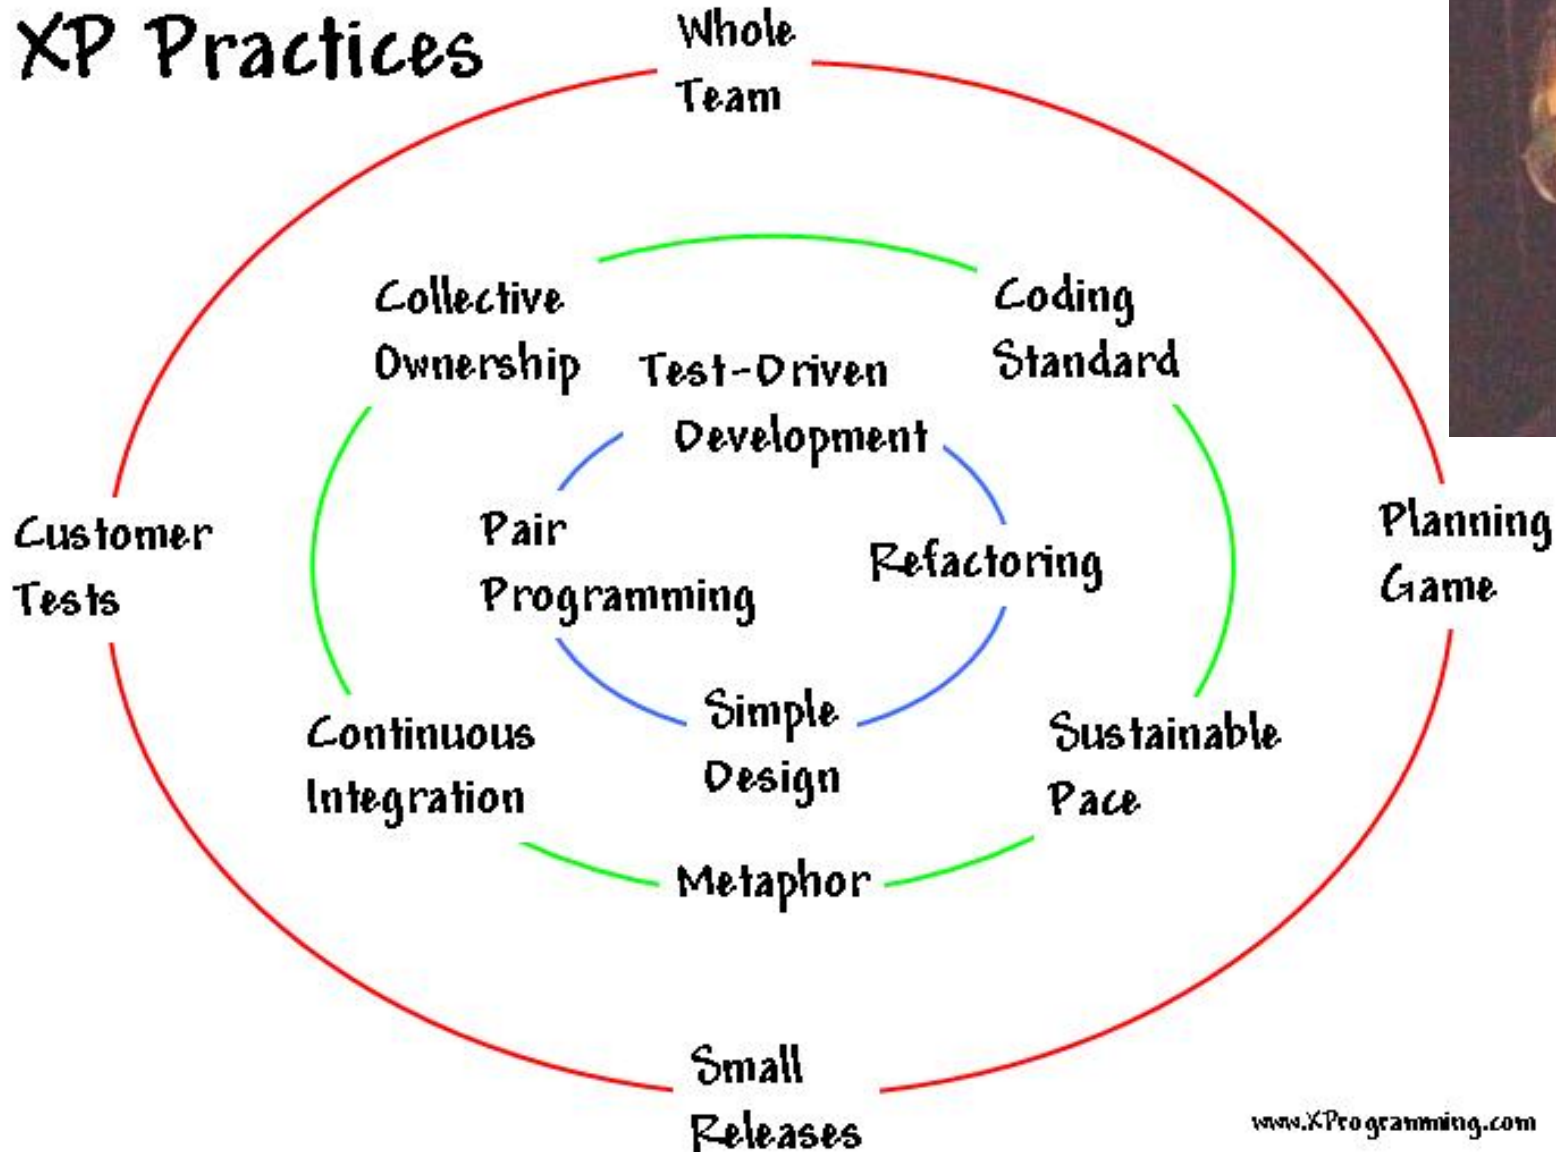 XP Practices
Whole
Team
Collective
Ownership
Coding
Standard
Test-Driven
Development
Customer
Tests
Pair
Programming
Refactoring
Planning
Game
Continuous
Integration
Simple
Design
Sustainable
Pace
Metaphor
Small
Releases
www.XProgramming.com